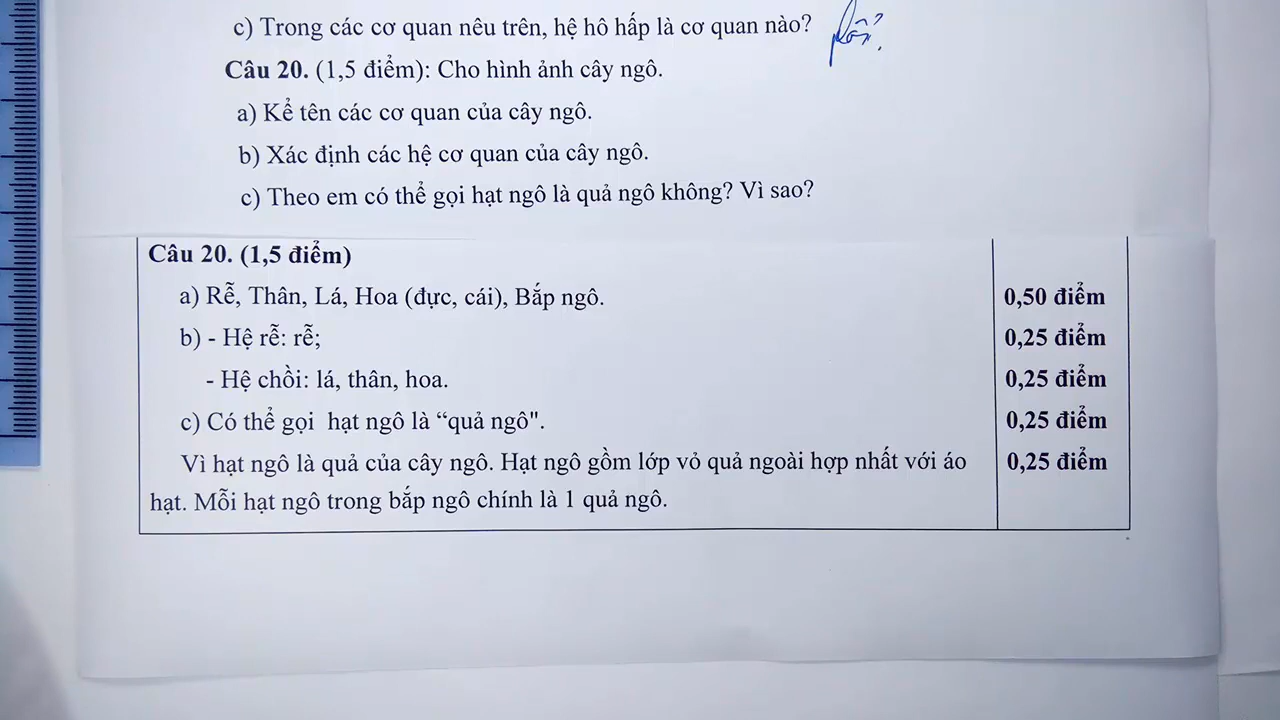 c) Trong các cơ quan nêu trên, hệ hô hấp là cơ quan nào?
Câu 20. (1,5 điểm): Cho hình ảnh cây ngô.
a) Kể tên các cơ quan của cây ngô.
b) Xác định các hệ cơ quan của cây ngô.
c) Theo em có thể gọi hạt ngô là quả ngô không? Vì sao?
Câu 20. (1,5 điểm)
a) Rễ, Thân, Lá, Hoa (đực, cái), Bắp ngô. 0,50 điểm
b) - Hệ rễ: rễ; 0,25 điểm
- Hệ chồi: lá, thân, hoa. 0,25 điểm
c) Có thể gọi hạt ngô là “quả ngô". 0,25 điểm
Vì hạt ngô là quả của cây ngô. Hạt ngô gồm lớp vỏ quả ngoài hợp nhất với áo 0,25 điểm
hạt. Mỗi hạt ngô trong bắp ngô chính là 1 quả ngô.